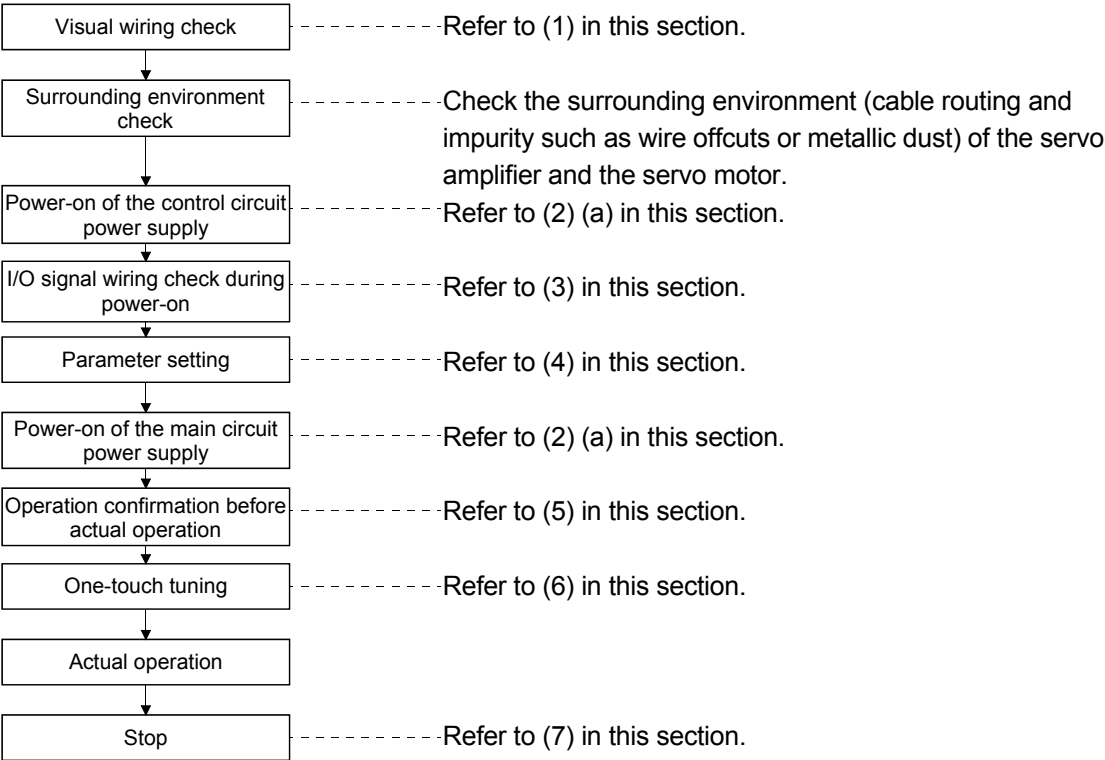 Visual wiring check
Refer to (1) in this section.
Surrounding environment
check
Check the surrounding environment (cable routing and
impurity such as wire offcuts or metallic dust) of the servo
amplifier and the servo motor.
Power-on of the control circuit
power supply
Refer to (2) (a) in this section.
I/O signal wiring check during
power-on
Refer to (3) in this section.
Parameter setting
Refer to (4) in this section.
Power-on of the main circuit
power supply
Refer to (2) (a) in this section.
Operation confirmation before
actual operation
Refer to (5) in this section.
One-touch tuning
Refer to (6) in this section.
Actual operation
Stop
Refer to (7) in this section.